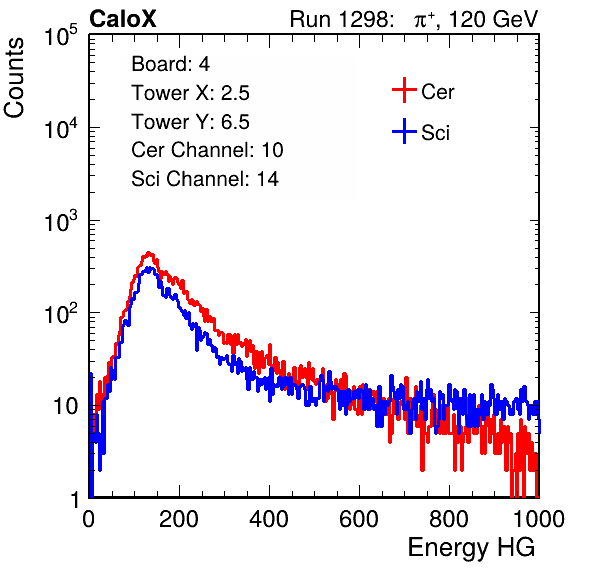 CaloX Run 1298: π⁺, 120 GeV
Counts
10⁵
10⁴
10³
10²
10
1
Board: 4
Tower X: 2.5
Tower Y: 6.5
Cer Channel: 10
Sci Channel: 14
Cer
Sci
0 200 400 600 800 1000
Energy HG